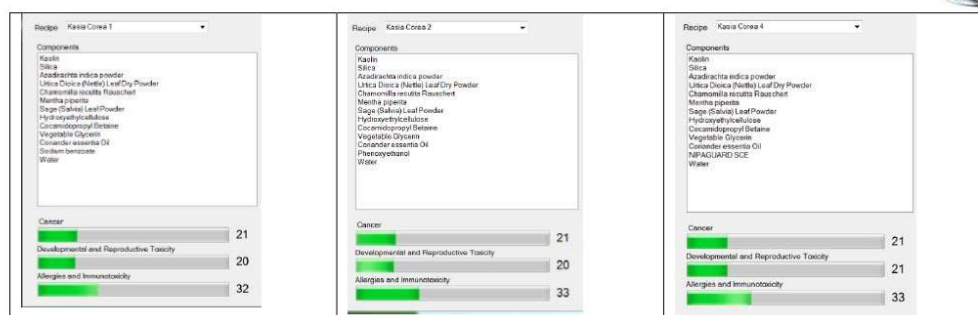 Recipe Kasia Corea 1
Components
Kaolin
Silica
Azadirachta indica powder
Urtica Dioica (Nettle) Leaf Dry Powder
Chamomilla recutita Rauschert
Mentha piperita
Sage (Salvia) Leaf Powder
Hydroxyethylcellulose
Cocamidopropyl Betaine
Vegetable Glycerin
Coriander essentia Oil
Sodium benzoate
Water
Cancer
21
Developmental and Reproductive Toxicity
20
Allergies and Immunotoxicity
32
Recipe Kasia Corea 2
Components
Kaolin
Silica
Azadirachta indica powder
Urtica Dioica (Nettle) Leaf Dry Powder
Chamomilla recutita Rauschert
Mentha piperita
Sage (Salvia) Leaf Powder
Hydroxyethylcellulose
Cocamidopropyl Betaine
Vegetable Glycerin
Coriander essentia Oil
Phenoxyethanol
Water
Cancer
21
Developmental and Reproductive Toxicity
20
Allergies and Immunotoxicity
33
Recipe Kasia Corea 4
Components
Kaolin
Silica
Azadirachta indica powder
Urtica Dioica (Nettle) Leaf Dry Powder
Chamomilla recutita Rauschert
Mentha piperita
Sage (Salvia) Leaf Powder
Hydroxyethylcellulose
Cocamidopropyl Betaine
Vegetable Glycerin
Coriander essentia Oil
NIPAGUARD SCE
Water
Cancer
21
Developmental and Reproductive Toxicity
21
Allergies and Immunotoxicity
33